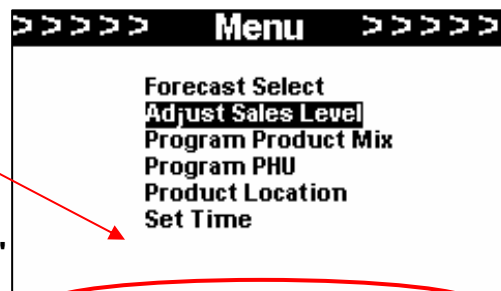 >>>>> Menu >>>>>
Forecast Select
Adjust Sales Level
Program Product Mix
Program PHU
Product Location
Set Time
"